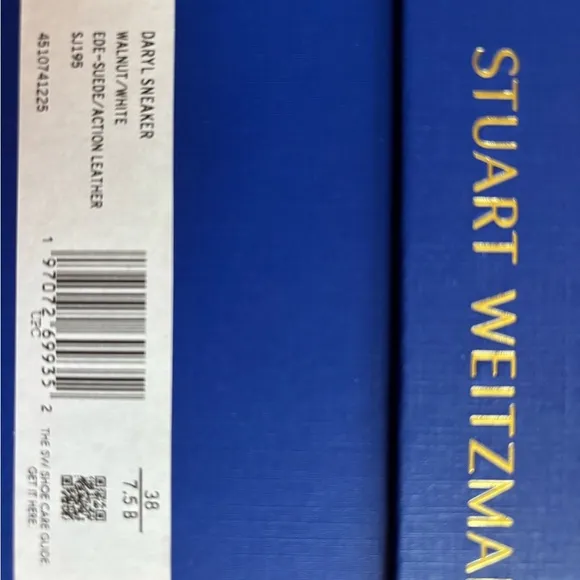 STUART WEITZMA
DARYL SNEAKER
WALNUT/WHITE
EDE-SUEDE/ACTION LEATHER
SJ195
4510741225
1 97072 69935 2
UPC
38
7.5 B
THE SW SHOE CARE GUIDE
GET IT HERE.